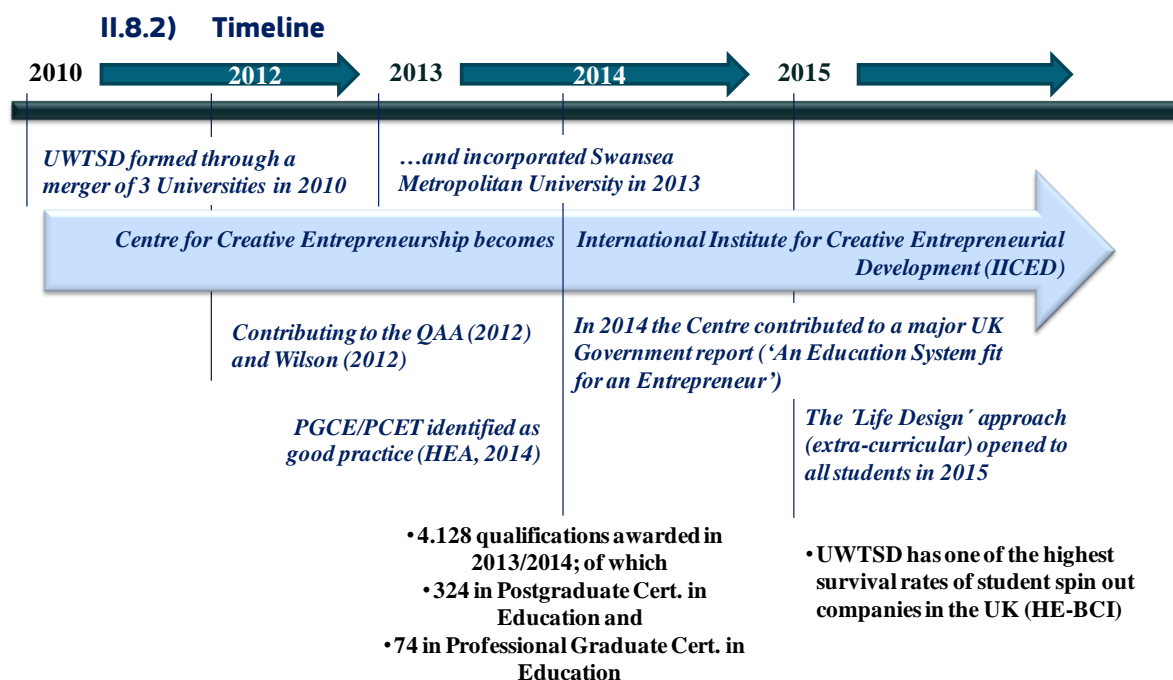 II.8.2) Timeline
2010 2012 2013 2014 2015
UWTSD formed through a
merger of 3 Universities in 2010
…and incorporated Swansea
Metropolitan University in 2013
Centre for Creative Entrepreneurship becomes
International Institute for Creative Entrepreneurial
Development (IICED)
Contributing to the QAA (2012)
and Wilson (2012)
In 2014 the Centre contributed to a major UK
Government report (‘An Education System fit
for an Entrepreneur’)
PGCE/PCET identified as
good practice (HEA, 2014)
The ´Life Design´ approach
(extra-curricular) opened to
all students in 2015
• 4.128 qualifications awarded in
2013/2014; of which
• 324 in Postgraduate Cert. in
Education and
• 74 in Professional Graduate Cert. in
Education
• UWTSD has one of the highest
survival rates of student spin out
companies in the UK (HE-BCI)